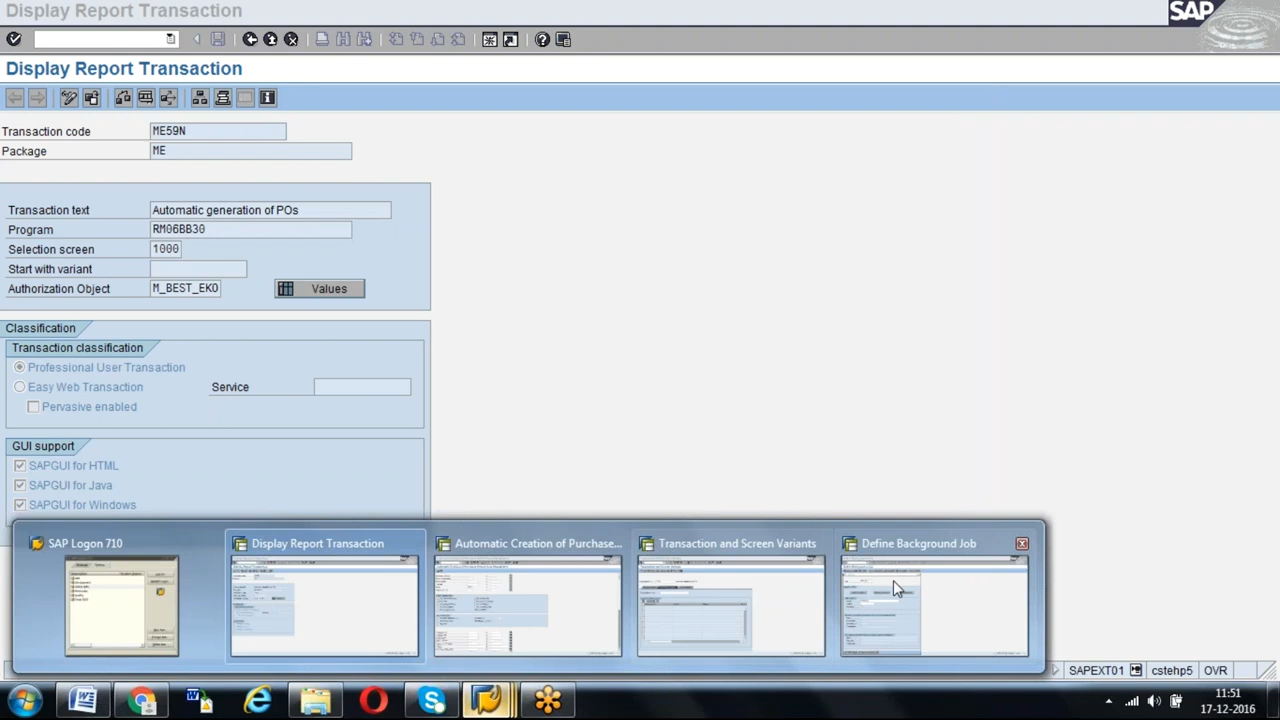 Display Report Transaction
SAP
Display Report Transaction
Transaction code ME59N
Package ME
Transaction text Automatic generation of POs
Program RM06BB30
Selection screen 1000
Start with variant
Authorization Object M_BEST_EKO Values
Classification
Transaction classification
Professional User Transaction
Easy Web Transaction Service
Pervasive enabled
GUI support
SAPGUI for HTML
SAPGUI for Java
SAPGUI for Windows
SAP Logon 710 Display Report Transaction Automatic Creation of Purchase... Transaction and Screen Variants Define Background Job
SAPEXT01 cstehp5 OVR
11:51
17-12-2016